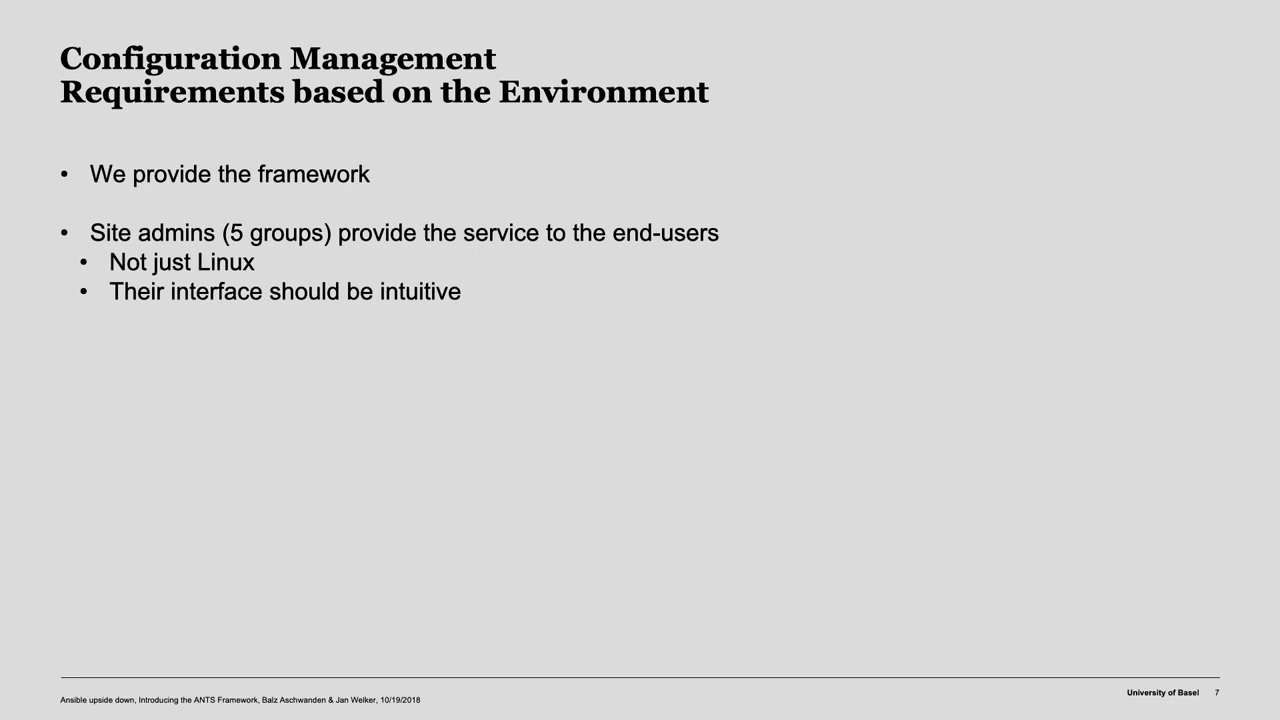 Configuration Management
Requirements based on the Environment
• We provide the framework
• Site admins (5 groups) provide the service to the end-users
• Not just Linux
• Their interface should be intuitive
Ansible upside down, Introducing the ANTS Framework, Balz Aschwanden & Jan Welker, 10/19/2018
University of Basel 7